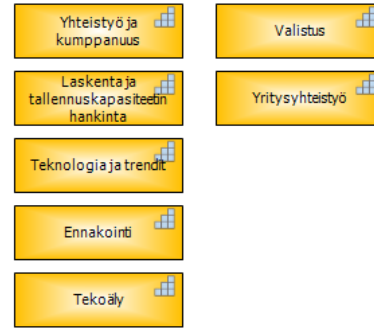 Yhteistyö ja
kumppanuus
Laskenta ja
tallennuskapasiteetin
hankinta
Teknologia ja trendit
Ennakointi
Tekoäly
Valistus
Yritysyhteistyö